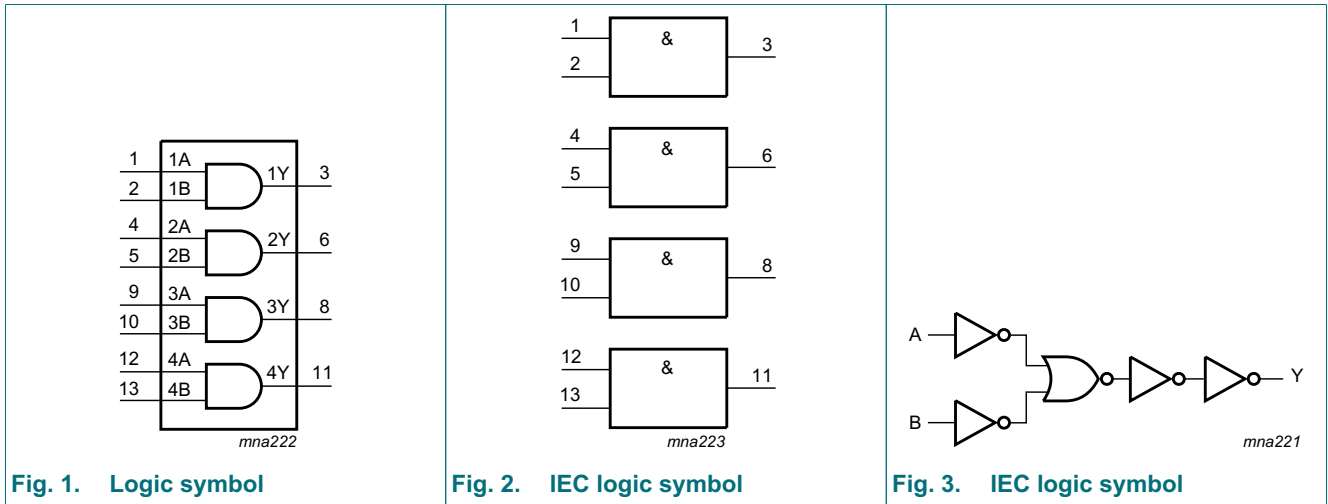 1 1A 1Y 3
2 1B
4 2A 2Y 6
5 2B
9 3A 3Y 8
10 3B
12 4A 4Y 11
13 4B
mna222
Fig. 1. Logic symbol
1 & 3
2
4 & 6
5
9 & 8
10
12 & 11
13
mna223
Fig. 2. IEC logic symbol
A
Y
B
mna221
Fig. 3. IEC logic symbol